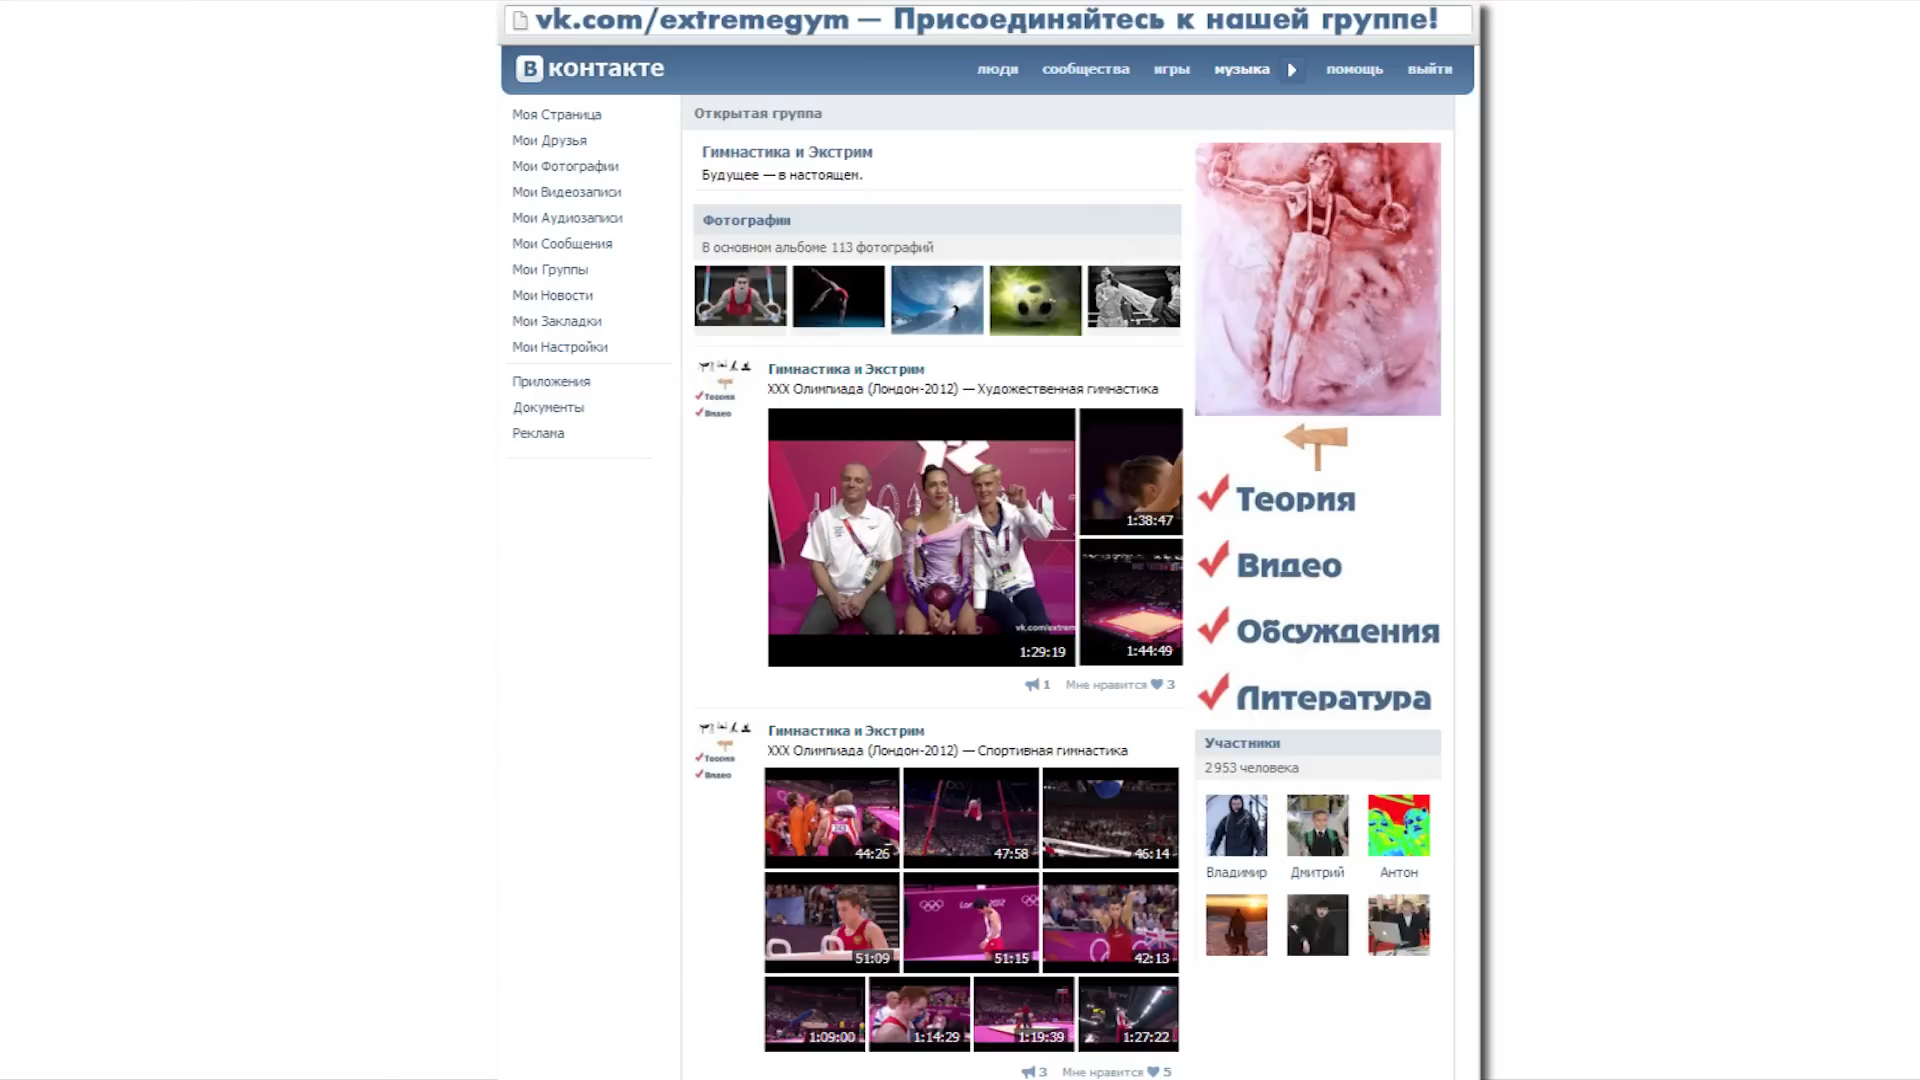 vk.com/extremegym — Присоединяйтесь к нашей группе!
В контакте
люди сообщества игры музыка помощь выйти
Моя Страница
Мои Друзья
Мои Фотографии
Мои Видеозаписи
Мои Аудиозаписи
Мои Сообщения
Мои Группы
Мои Новости
Мои Закладки
Мои Настройки
Приложения
Документы
Реклама
Открытая группа
Гимнастика и Экстрим
Будущее — в настоящем.
Фотографии
В основном альбоме 113 фотографий
Теория
Видео
Гимнастика и Экстрим
XXX Олимпиада (Лондон-2012) — Художественная гимнастика
1:38:47
1:29:19
1:44:49
1 Мне нравится 3
Теория
Видео
Гимнастика и Экстрим
XXX Олимпиада (Лондон-2012) — Спортивная гимнастика
44:26
47:58
46:14
51:09
51:15
42:13
1:09:00
1:14:29
1:19:39
1:27:22
3 Мне нравится 5
Теория
Видео
Обсуждения
Литература
Участники
2 953 человека
Владимир
Дмитрий
Антон